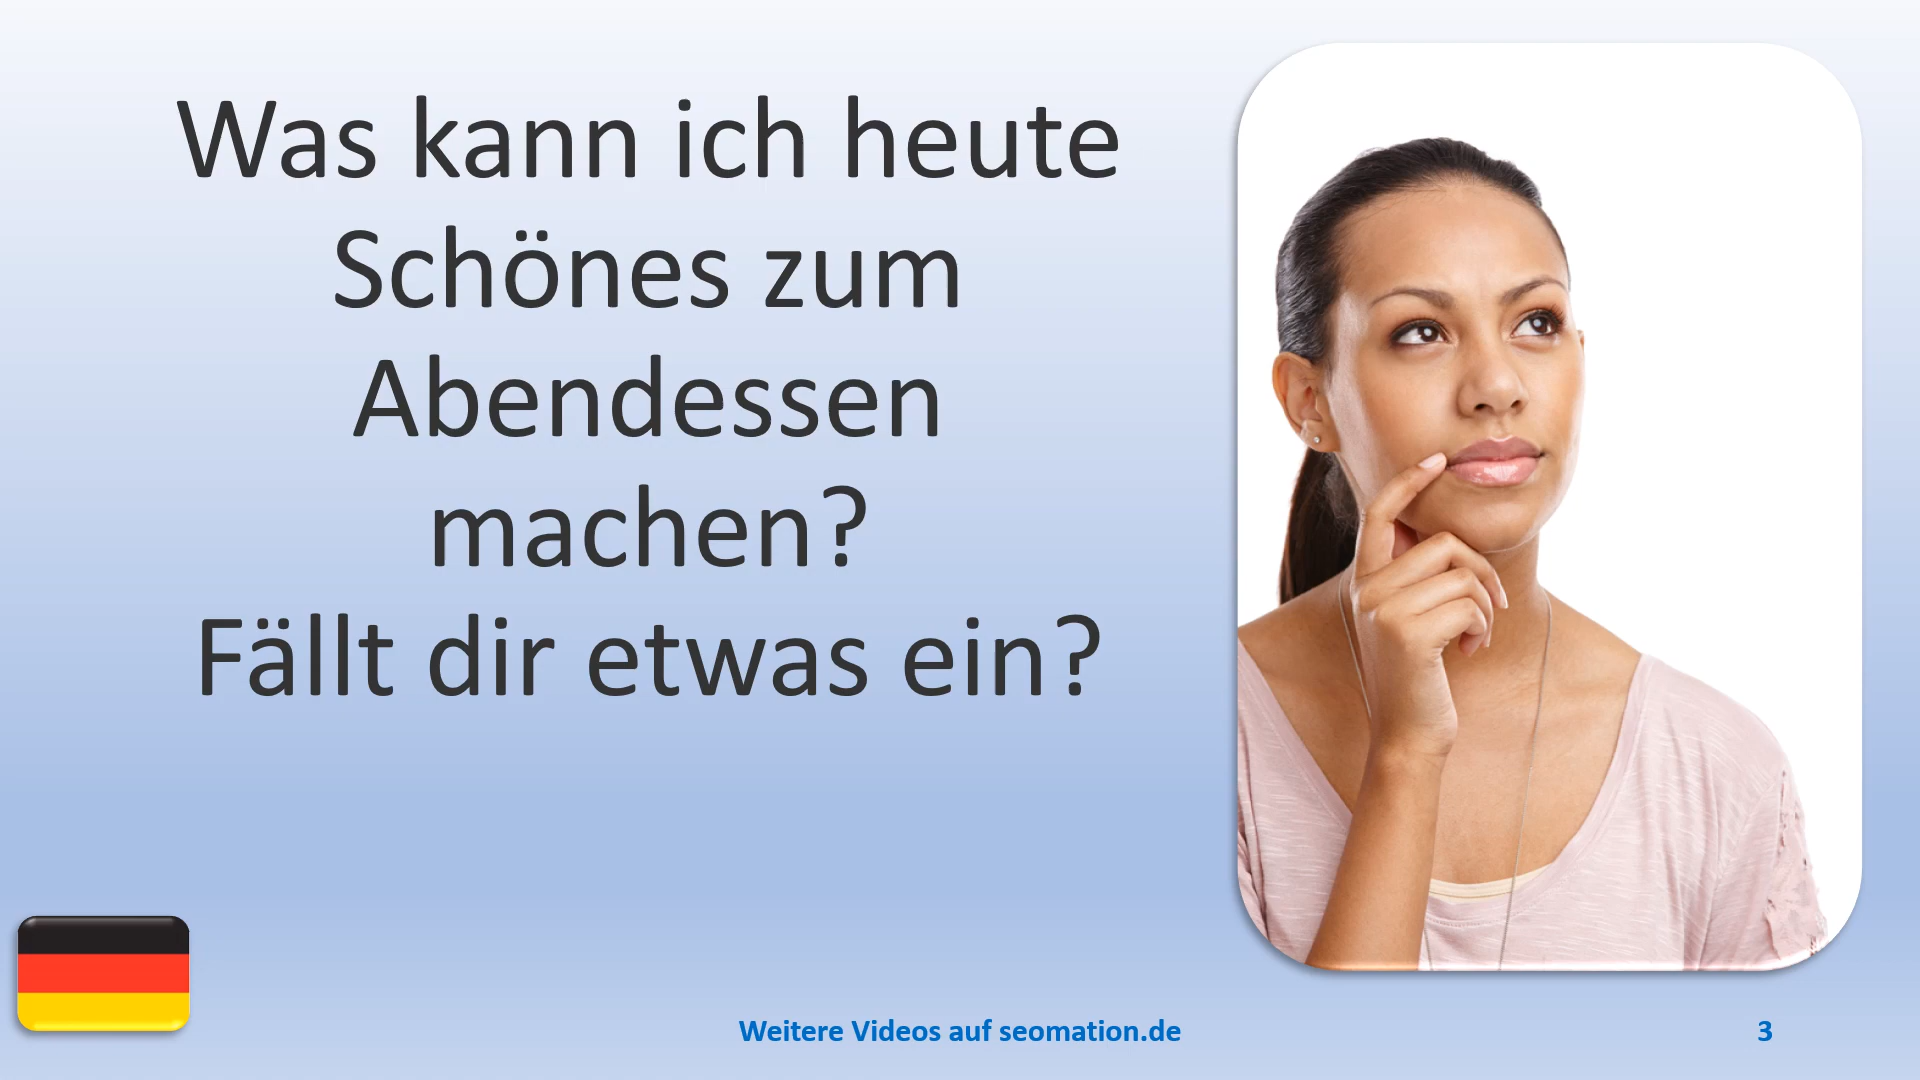 Was kann ich heute
Schönes zum
Abendessen
machen?
Fällt dir etwas ein?
Weitere Videos auf seomation.de
3